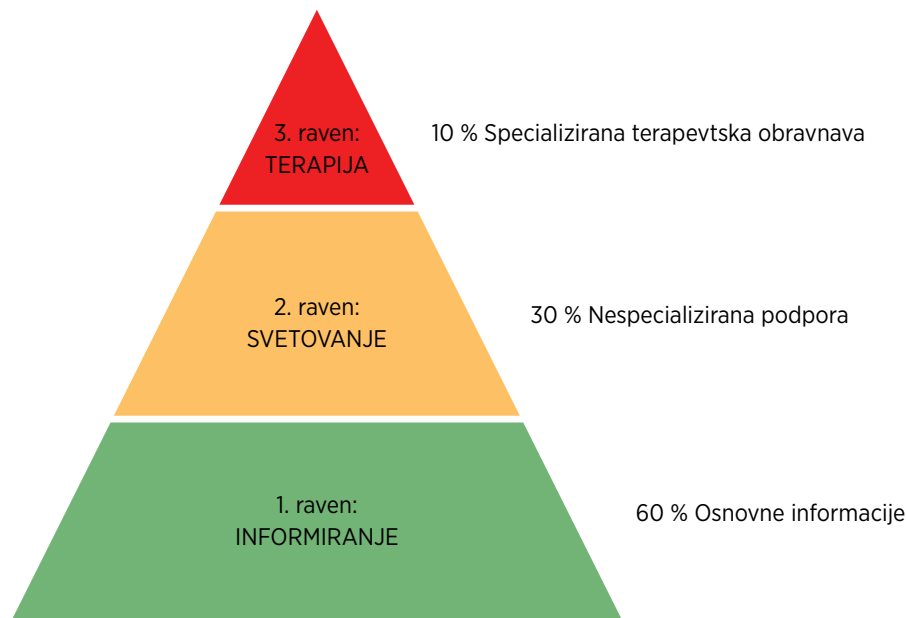 3. raven:
TERAPIJA
10 % Specializirana terapevtska obravnava
2. raven:
SVETOVANJE
30 % Nespecializirana podpora
1. raven:
INFORMIRANJE
60 % Osnovne informacije